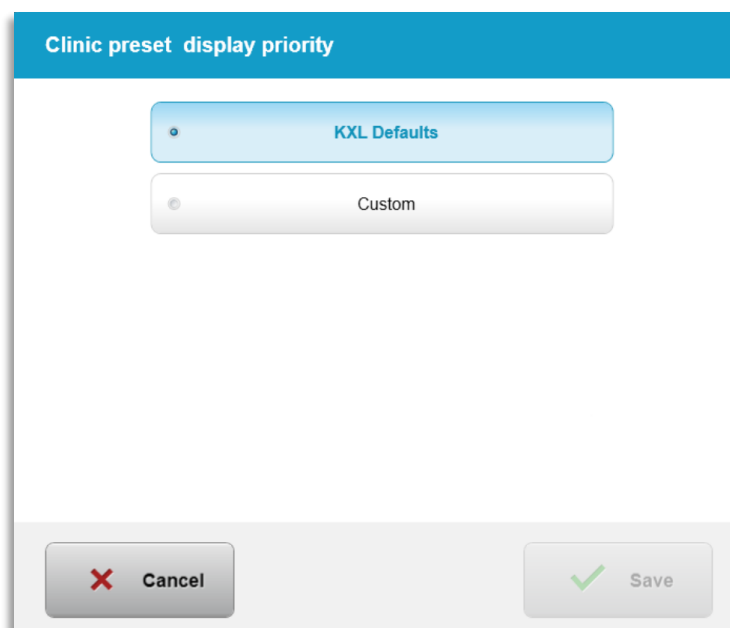 Clinic preset display priority
KXL Defaults
Custom
Cancel
Save